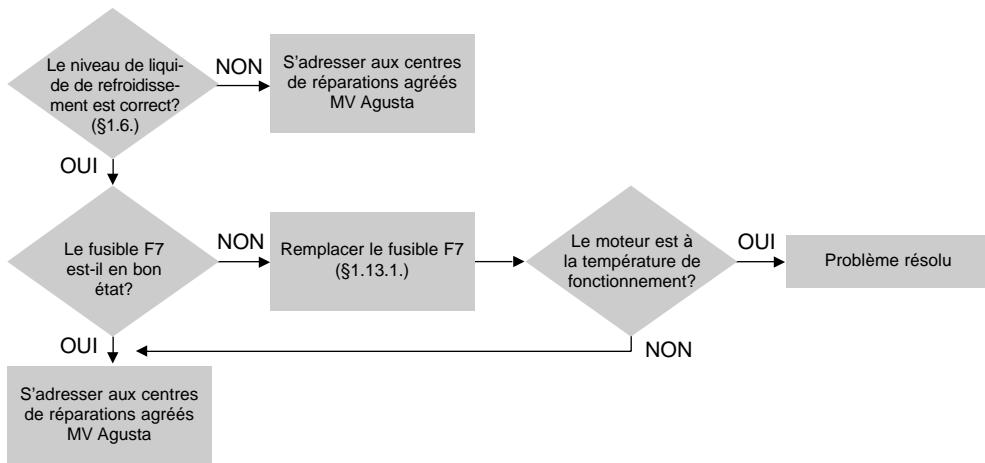 Le niveau de liqui-
de de refroidisse-
ment est correct?
(§1.6.)
NON
S'adresser aux centres
de réparations agréés
MV Agusta
OUI
Le fusible F7
est-il en bon
état?
NON
Remplacer le fusible F7
(§1.13.1.)
Le moteur est à
la température de
fonctionnement?
OUI
Problème résolu
OUI
NON
S'adresser aux centres
de réparations agréés
MV Agusta